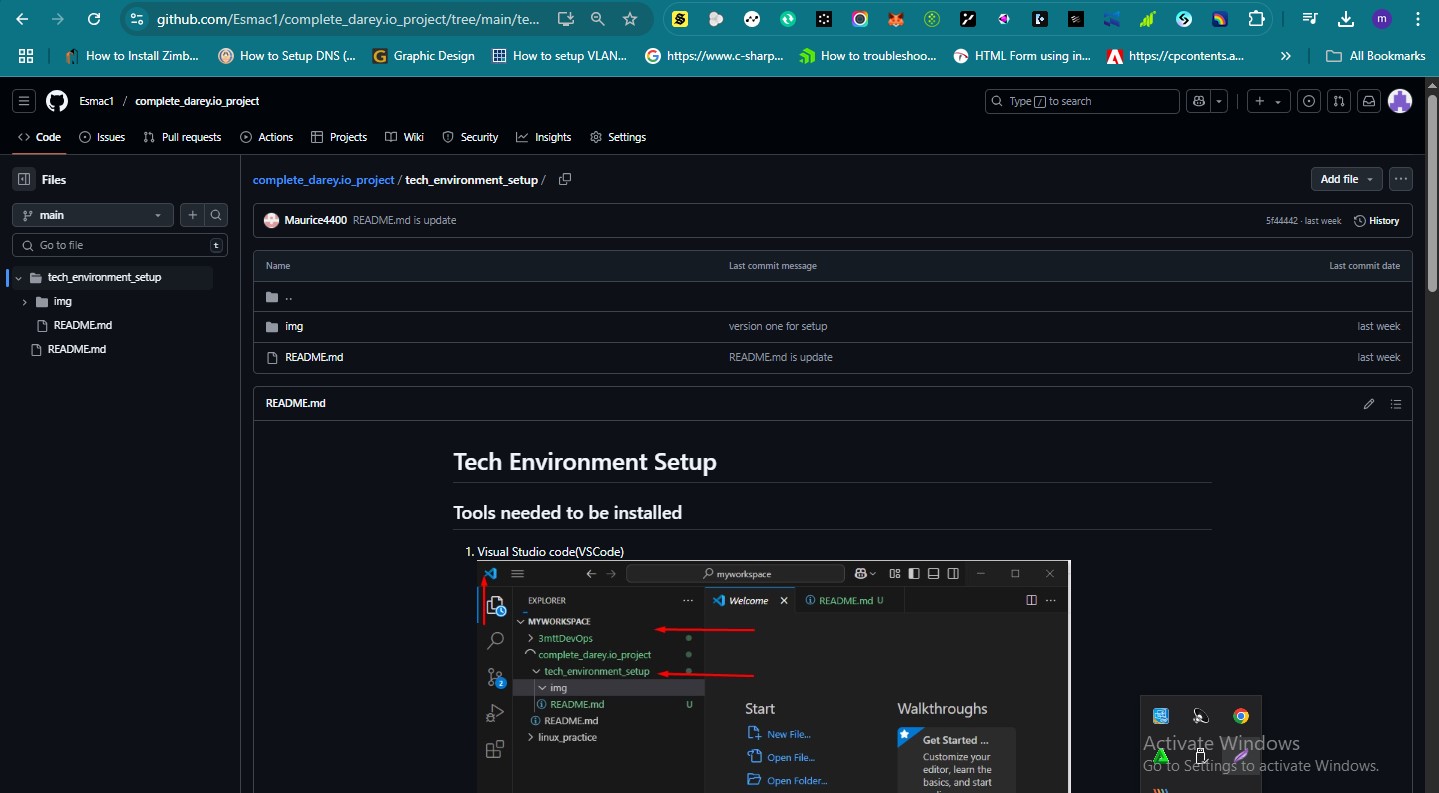 github.com/Esmac1/complete_darey.io_project/tree/main/te...
m
How to Install Zimb...
How to Setup DNS (...
Graphic Design
How to setup VLAN...
https://www.c-sharp...
How to troubleshoo...
HTML Form using in...
https://cpcontents.a...
»
All Bookmarks
Esmac1 / complete_darey.io_project
Type / to search
Code
Issues
Pull requests
Actions
Projects
Wiki
Security
Insights
Settings
Files
main
Go to file
t
tech_environment_setup
img
README.md
README.md
complete_darey.io_project / tech_environment_setup /
Add file
Maurice4400 README.md is update
5f44442 · last week
History
Name
Last commit message
Last commit date
..
img
version one for setup
last week
README.md
README.md is update
last week
README.md
Tech Environment Setup
Tools needed to be installed
1. Visual Studio code(VSCode)
myworkspace
EXPLORER
Welcome
README.md U
MYWORKSPACE
3mttDevOps
complete_darey.io_project
tech_environment_setup
img
README.md U
README.md
linux_practice
2
Start
New File...
Open File...
Open Folder...
Walkthroughs
Get Started ...
Customize your
editor, learn the
basics, and start
Activate Windows
Go to Settings to activate Windows.